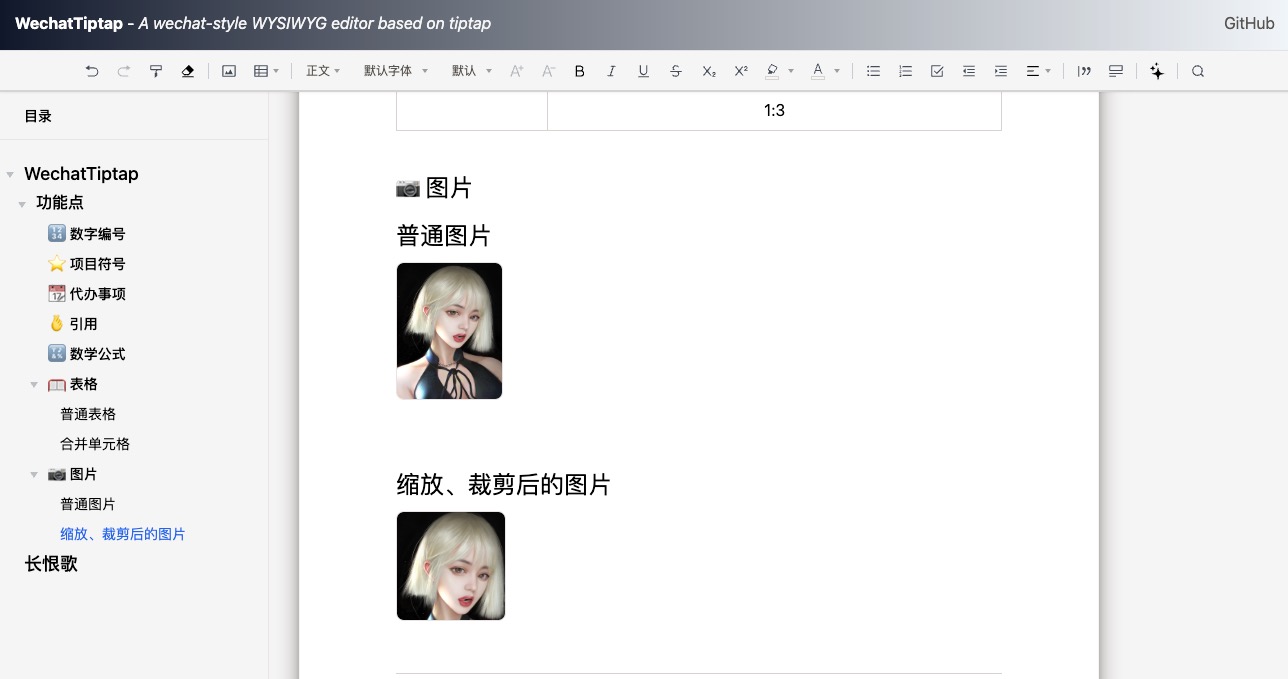 WechatTiptap - A wechat-style WYSIWYG editor based on tiptap
GitHub
正文 默认字体 默认 A+ A- B I U S X₂ X² A
目录
WechatTiptap
功能点
🔢 数字编号
⭐ 项目符号
📆 代办事项
🫰 引用
🔣 数学公式
🥅 表格
普通表格
合并单元格
📷 图片
普通图片
缩放、裁剪后的图片
长恨歌
1:3
📷 图片
普通图片
缩放、裁剪后的图片